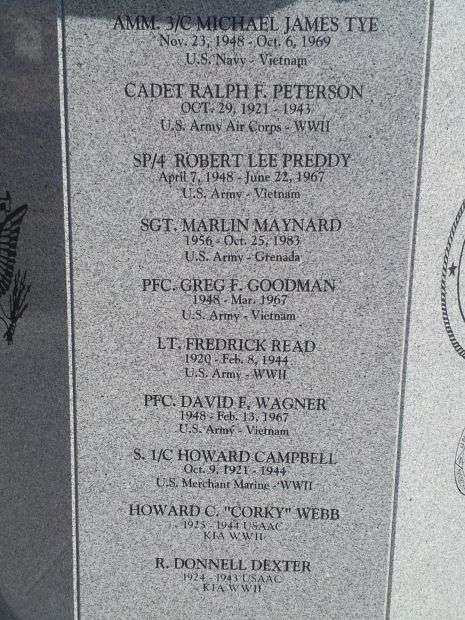 AMM. 3/C MICHAEL JAMES TYE
Nov. 23, 1948 - Oct. 6, 1969
U.S. Navy - Vietnam
CADET RALPH F. PETERSON
OCT. 29, 1921 - 1943
U.S. Army Air Corps - WWII
SP/4 ROBERT LEE PREDDY
April 7, 1948 - June 22, 1967
U.S. Army - Vietnam
SGT. MARLIN MAYNARD
1956 - Oct. 25, 1983
U.S. Army - Grenada
PFC. GREG F. GOODMAN
1948 - Mar. 1967
U.S. Army - Vietnam
LT. FREDRICK READ
1920 - Feb. 8, 1944
U.S. Army - WWII
PFC. DAVID F. WAGNER
1948 - Feb. 13, 1967
U.S. Army - Vietnam
S. 1/C HOWARD CAMPBELL
Oct. 9, 1921 - 1944
U.S. Merchant Marine - WWII
HOWARD C. "CORKY" WEBB
1925 - 1944 USAAC
KIA WWII
R. DONNELL DEXTER
1924 - 1943 USAAC
KIA WWII